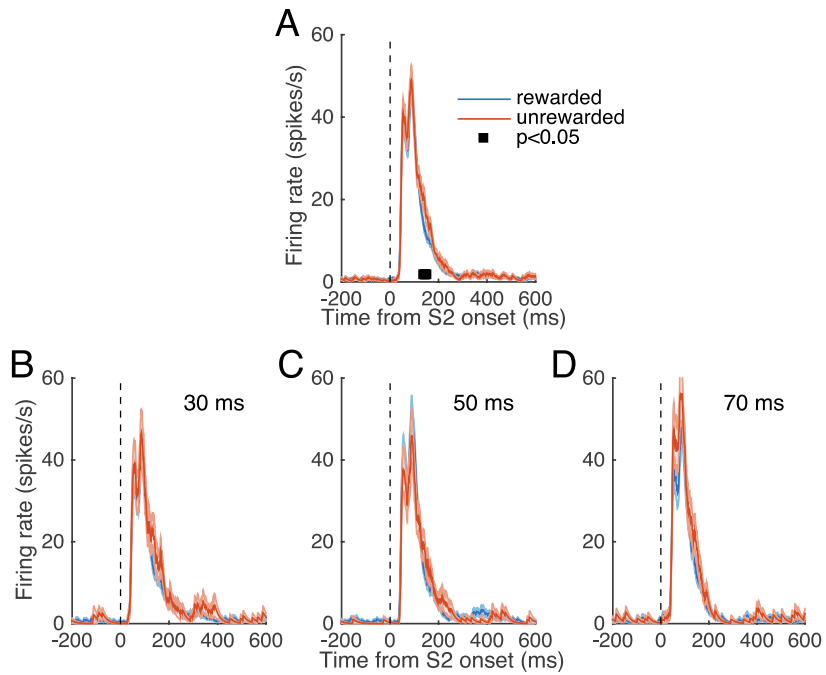 A
60
40
20
0
Firing rate (spikes/s)
rewarded
unrewarded
p<0.05
-200 0 200 400 600
Time from S2 onset (ms)
B
60
40
20
0
Firing rate (spikes/s)
30 ms
-200 0 200 400 600
C
60
40
20
0
50 ms
-200 0 200 400 600
Time from S2 onset (ms)
D
60
40
20
0
70 ms
-200 0 200 400 600